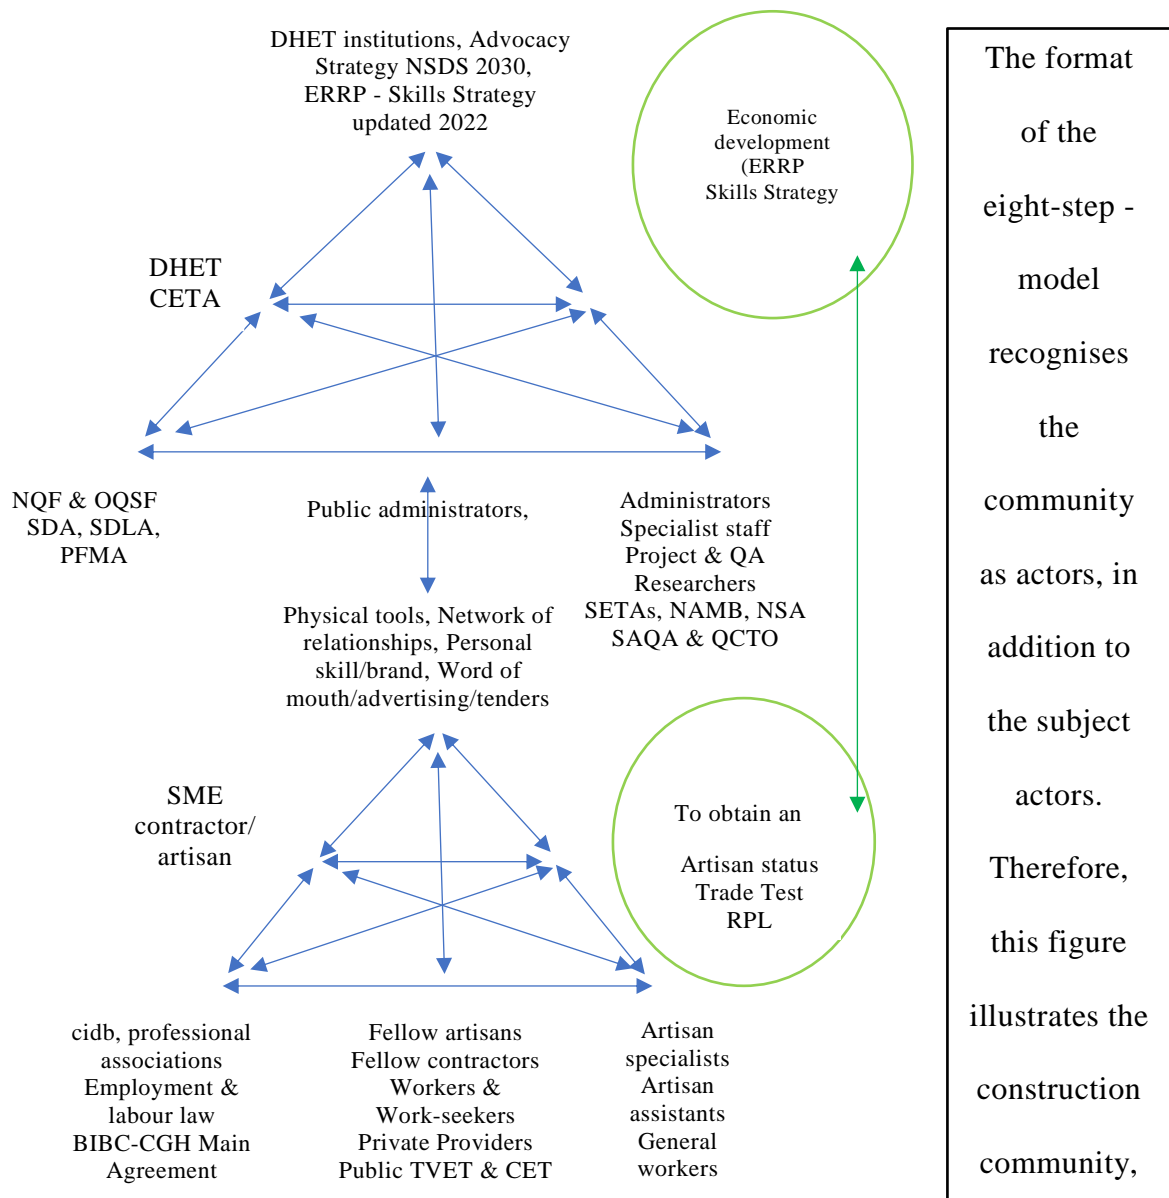 DHET institutions, Advocacy
Strategy NSDS 2030,
ERRP - Skills Strategy
updated 2022
Economic
development
(ERRP
Skills Strategy
DHET
CETA
NQF & OQSF
SDA, SDLA,
PFMA
Public administrators,
Administrators
Specialist staff
Project & QA
Researchers
SETAs, NAMB, NSA
SAQA & QCTO
Physical tools, Network of
relationships, Personal
skill/brand, Word of
mouth/advertising/tenders
SME
contractor/
artisan
To obtain an
Artisan status
Trade Test
RPL
cidb, professional
associations
Employment &
labour law
BIBC-CGH Main
Agreement
Fellow artisans
Fellow contractors
Workers &
Work-seekers
Private Providers
Public TVET & CET
Artisan
specialists
Artisan
assistants
General
workers
The format
of the
eight-step -
model
recognises
the
community
as actors, in
addition to
the subject
actors.
Therefore,
this figure
illustrates the
construction
community,